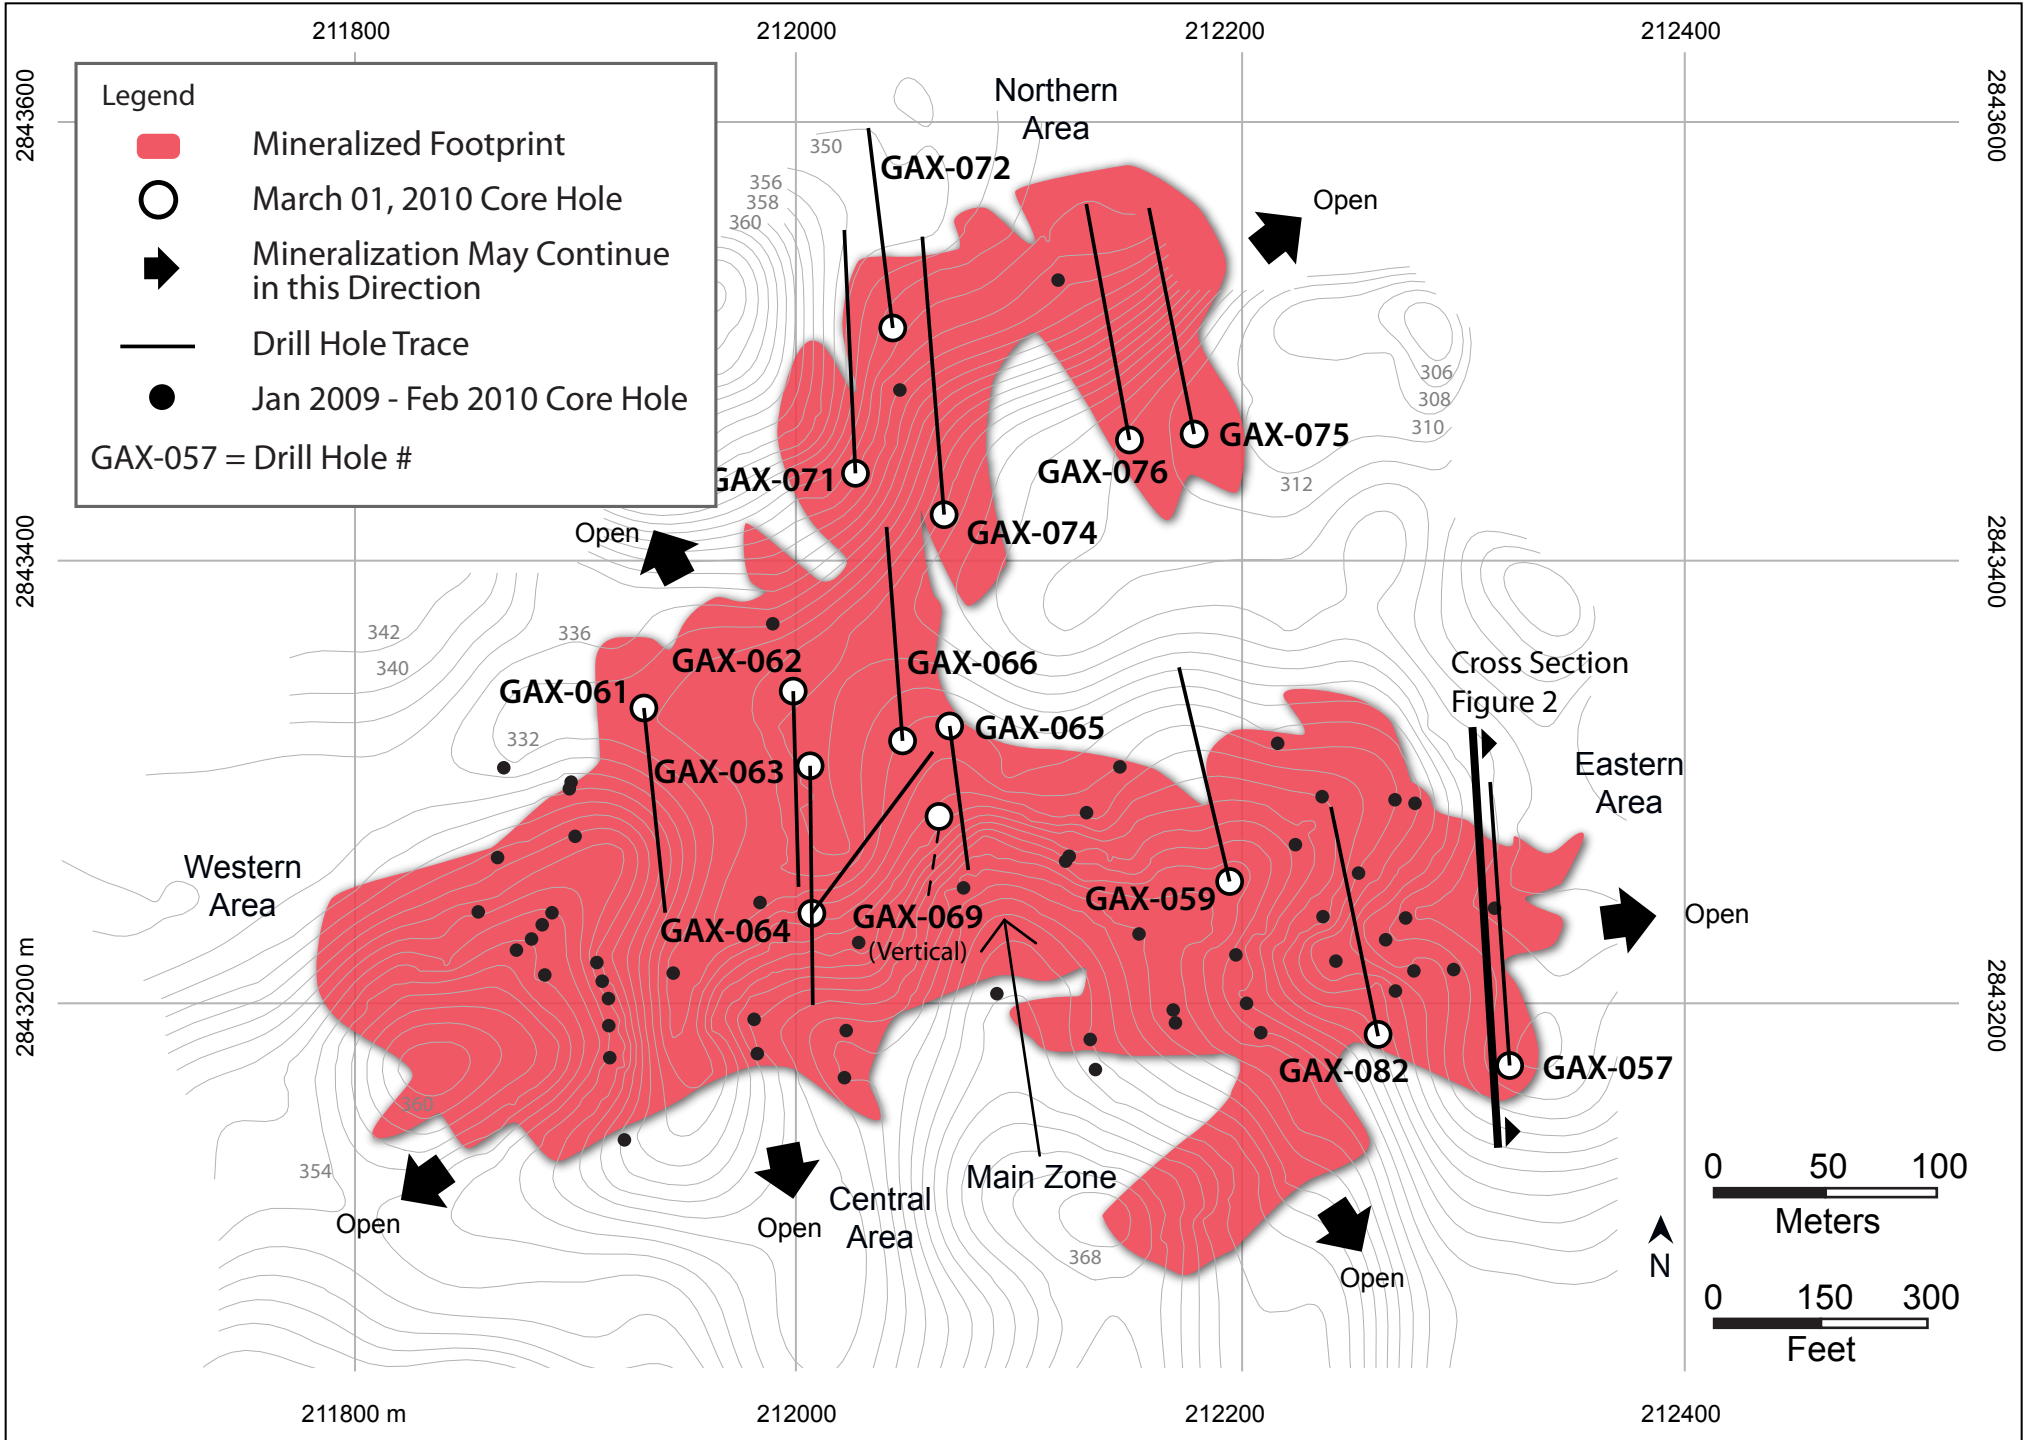 211800
212000
212200
212400
2843600
2843600
Legend
Mineralized Footprint
March 01, 2010 Core Hole
Mineralization May Continue
in this Direction
Drill Hole Trace
Jan 2009 - Feb 2010 Core Hole
GAX-057 = Drill Hole #
Northern
Area
350
356
358
360
GAX-072
Open
306
308
310
312
GAX-071
GAX-076
GAX-075
GAX-074
Open
2843400
2843400
342
340
336
332
GAX-061
GAX-062
GAX-066
GAX-063
GAX-065
Cross Section
Figure 2
Eastern
Area
Western
Area
GAX-064
GAX-069
(Vertical)
GAX-059
Open
2843200 m
2843200
GAX-082
GAX-057
360
354
Open
Open
Central
Area
Main Zone
368
Open
0 50 100
Meters
N
0 150 300
Feet
211800 m
212000
212200
212400